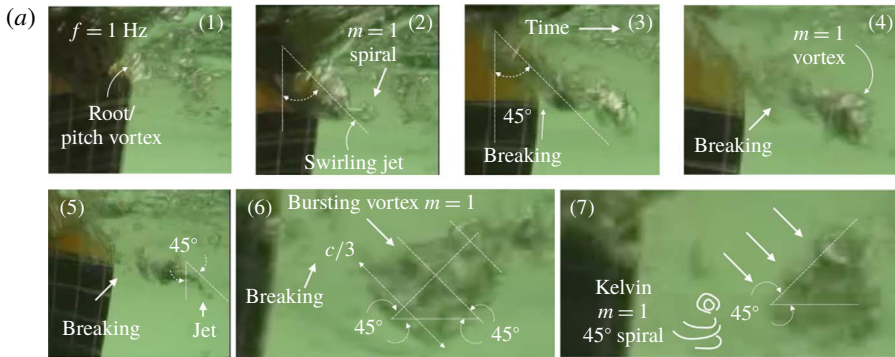 (a)
(1)
f = 1 Hz
Root/
pitch vortex
(2)
m = 1
spiral
Swirling jet
(3)
Time
45°
Breaking
(4)
m = 1
vortex
Breaking
(5)
45°
Breaking
Jet
(6)
Bursting vortex m = 1
c/3
Breaking
45°
45°
(7)
Kelvin
m = 1
45° spiral
45°